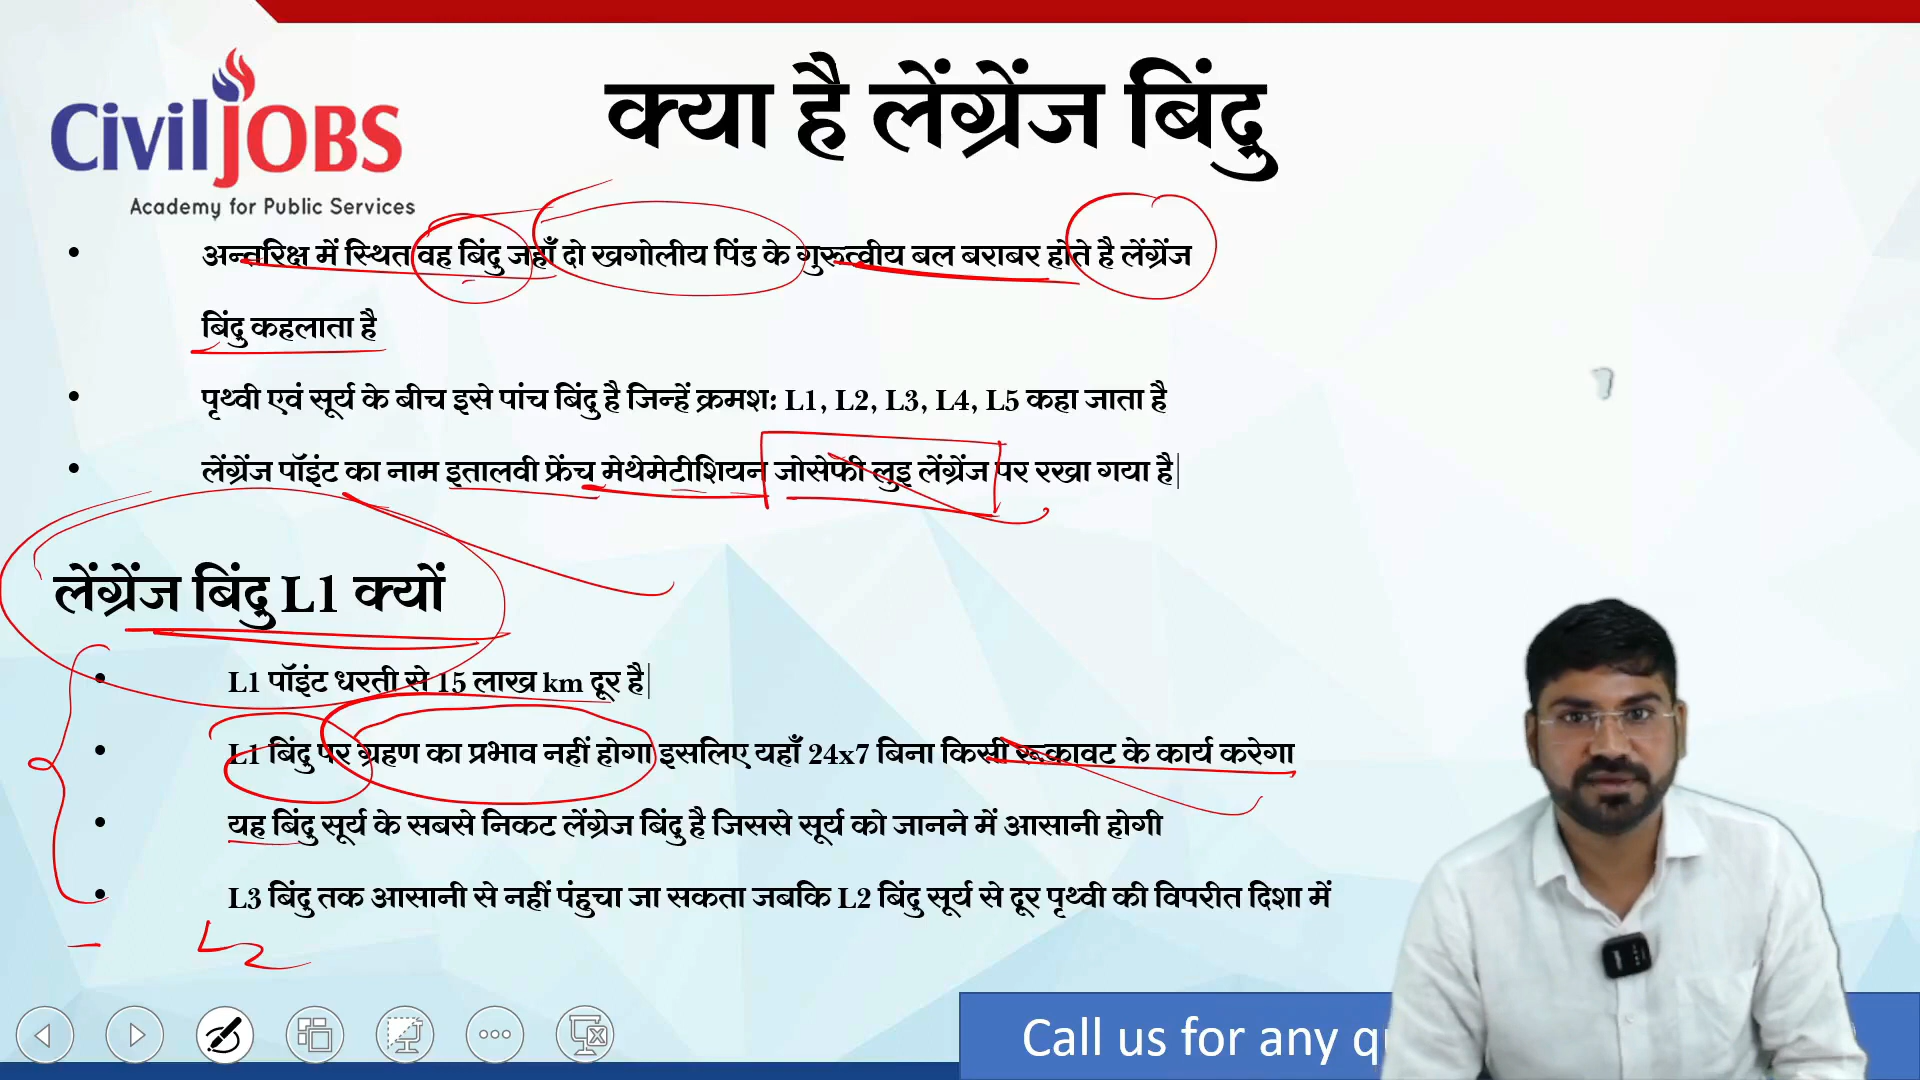 CivilJOBS
Academy for Public Services
क्या है लेंग्रेंज बिंदु
• अन्तरिक्ष में स्थित वह बिंदु जहाँ दो खगोलीय पिंड के गुरुत्वीय बल बराबर होते है लेंग्रेंज
बिंदु कहलाता है
• पृथ्वी एवं सूर्य के बीच इसे पांच बिंदु है जिन्हें क्रमश: L1, L2, L3, L4, L5 कहा जाता है
• लेंग्रेंज पॉइंट का नाम इतालवी फ्रेंच मेथेमेटीशियन जोसेफी लुइ लेंग्रेंज पर रखा गया है|
लेंग्रेंज बिंदु L1 क्यों
• L1 पॉइंट धरती से 15 लाख km दूर है|
• L1 बिंदु पर ग्रहण का प्रभाव नहीं होगा इसलिए यहाँ 24x7 बिना किसी रूकावट के कार्य करेगा
• यह बिंदु सूर्य के सबसे निकट लेंग्रेज बिंदु है जिससे सूर्य को जानने में आसानी होगी
• L3 बिंदु तक आसानी से नहीं पंहुचा जा सकता जबकि L2 बिंदु सूर्य से दूर पृथ्वी की विपरीत दिशा में
L2
Call us for any